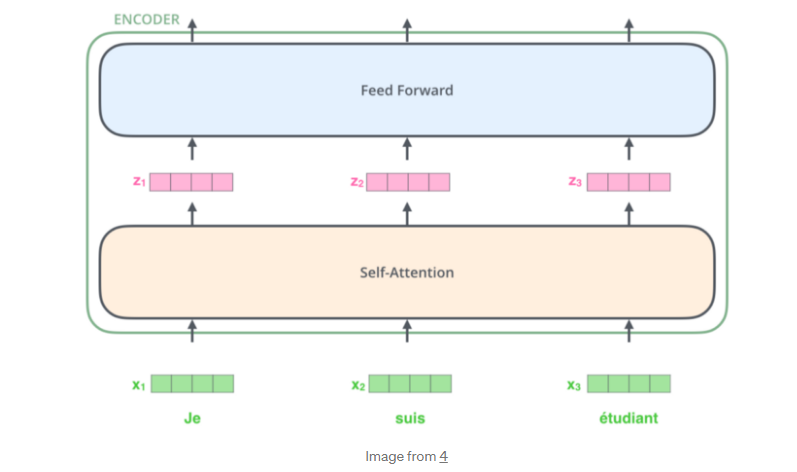 ENCODER
Feed Forward
z₁ z₂ z₃
Self-Attention
x₁ x₂ x₃
Je suis étudiant
Image from 4